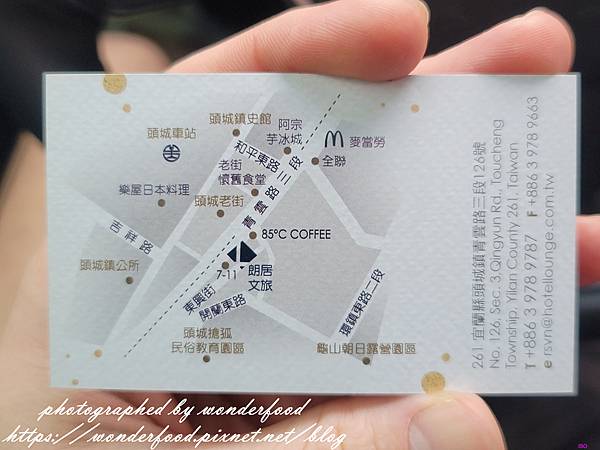 頭城鎮史館
阿宗
芋冰城
頭城車站
麥當勞
全聯
和平東路
老街
懷舊食堂
樂屋日本料理
頭城老街
青雲路三段
85°C COFFEE
吉祥路
頭城鎮公所
7-11
朗居
文旅
東興街
開蘭東路
環鎮東路二段
頭城搶孤
民俗教育園區
龜山朝日露營園區
261 宜蘭縣頭城鎮青雲路三段126號
No. 126, Sec. 3, Qingyun Rd., Toucheng
Township, Yilan County 261, Taiwan
T +886 3 978 9787 F +886 3 978 9663
e rsvn@hotellounge.com.tw
photographed by wonderfood
https://wonderfood.pixnet.net/blog